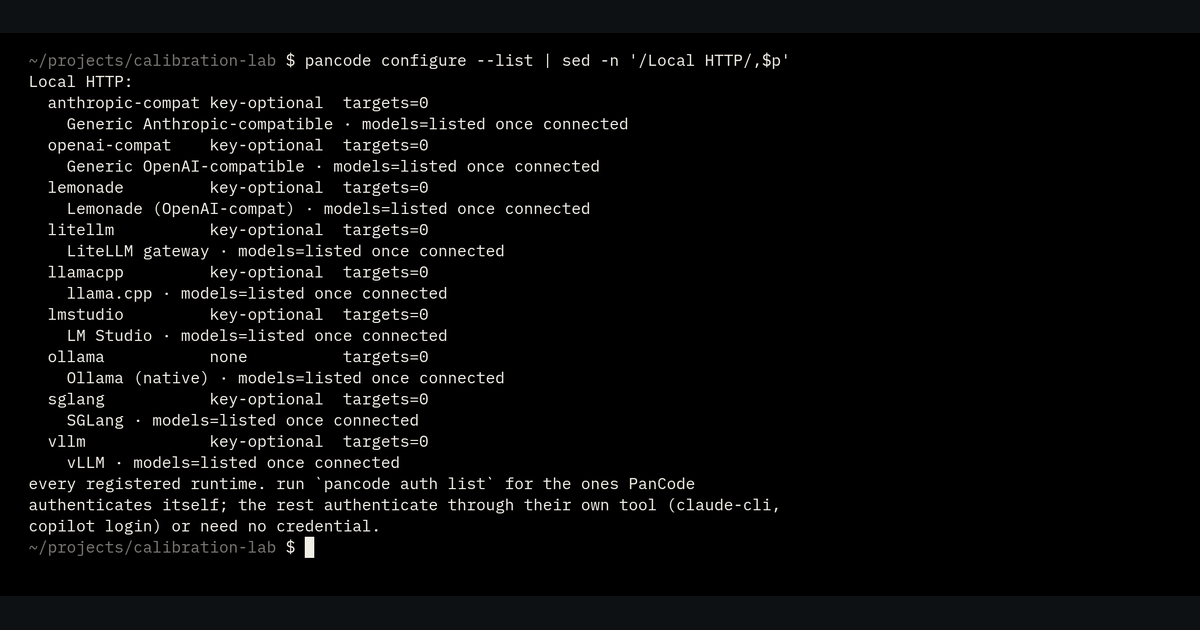 ~/projects/calibration-lab $ pancode configure --list | sed -n '/Local HTTP/,$p'
Local HTTP:
  anthropic-compat key-optional  targets=0
    Generic Anthropic-compatible · models=listed once connected
  openai-compat    key-optional  targets=0
    Generic OpenAI-compatible · models=listed once connected
  lemonade         key-optional  targets=0
    Lemonade (OpenAI-compat) · models=listed once connected
  litellm          key-optional  targets=0
    LiteLLM gateway · models=listed once connected
  llamacpp         key-optional  targets=0
    llama.cpp · models=listed once connected
  lmstudio         key-optional  targets=0
    LM Studio · models=listed once connected
  ollama           none          targets=0
    Ollama (native) · models=listed once connected
  sglang           key-optional  targets=0
    SGLang · models=listed once connected
  vllm             key-optional  targets=0
    vLLM · models=listed once connected
every registered runtime. run `pancode auth list` for the ones PanCode
authenticates itself; the rest authenticate through their own tool (claude-cli,
copilot login) or need no credential.
~/projects/calibration-lab $